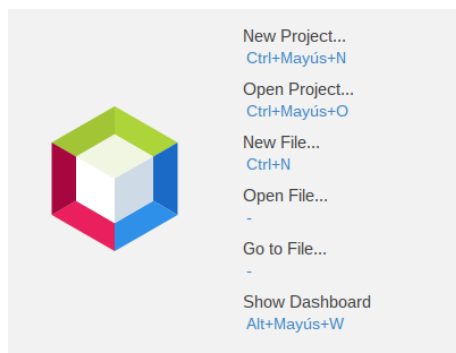 New Project...
Ctrl+Mayús+N
Open Project...
Ctrl+Mayús+O
New File...
Ctrl+N
Open File...
-
Go to File...
-
Show Dashboard
Alt+Mayús+W